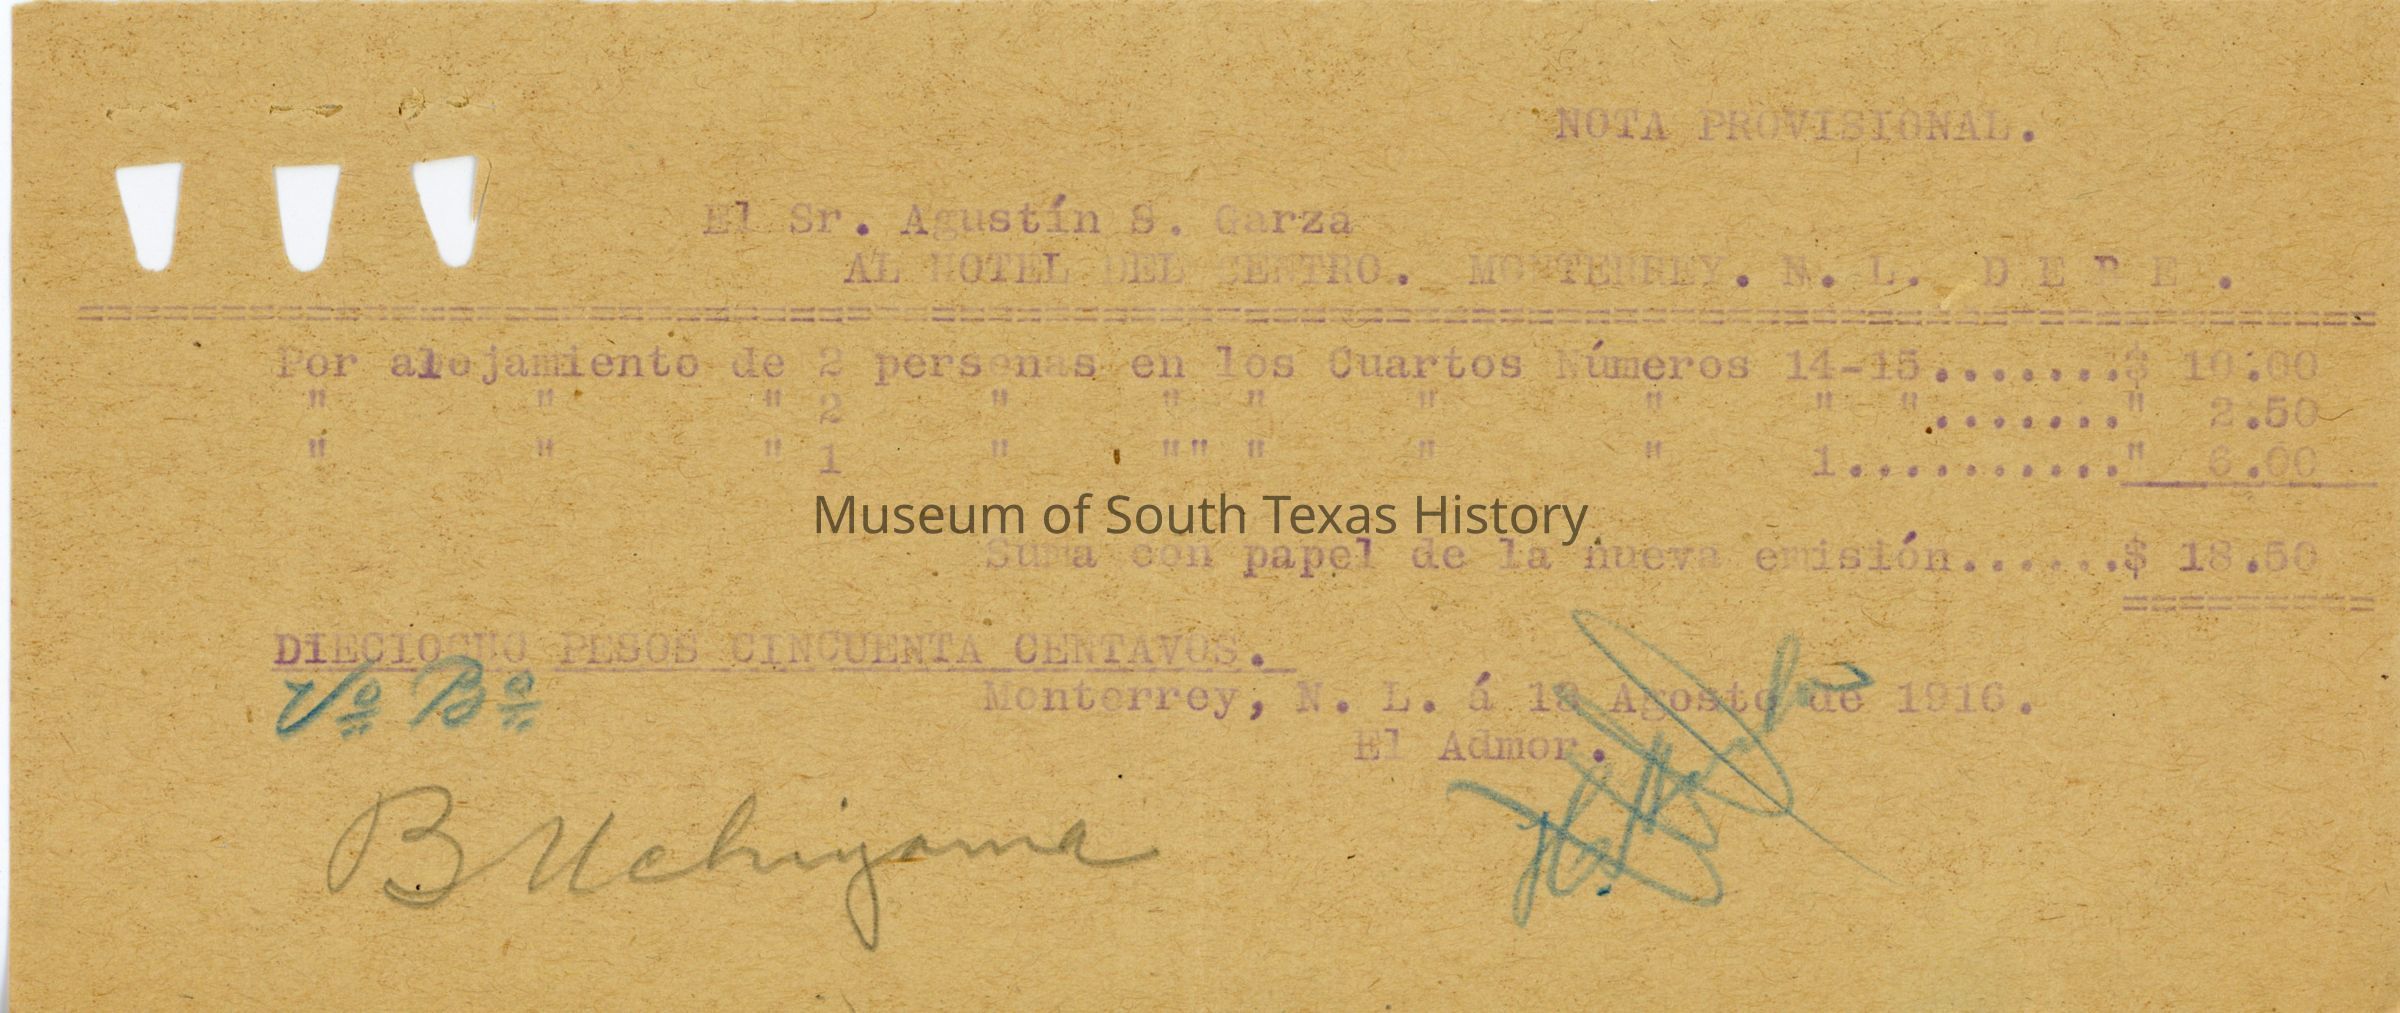 NOTA PROVISIONAL.
El Sr. Agustín S. Garza
AL HOTEL DEL CENTRO. MONTERREY. N. L. D E B E .
Por alojamiento de 2 personas en los Cuartos Números 14-15.......$ 10.00
" " " 2 " " " " " " "......." 2.50
" " " 1 " "" " " " 1.........." 6.00
Museum of South Texas History
Suma con papel de la nueva emisión......$ 18.50
DIECIOCHO PESOS CINCUENTA CENTAVOS.
Vº Bº
Monterrey, N. L. á 18 Agosto de 1916.
El Admor.
B Uchiyama